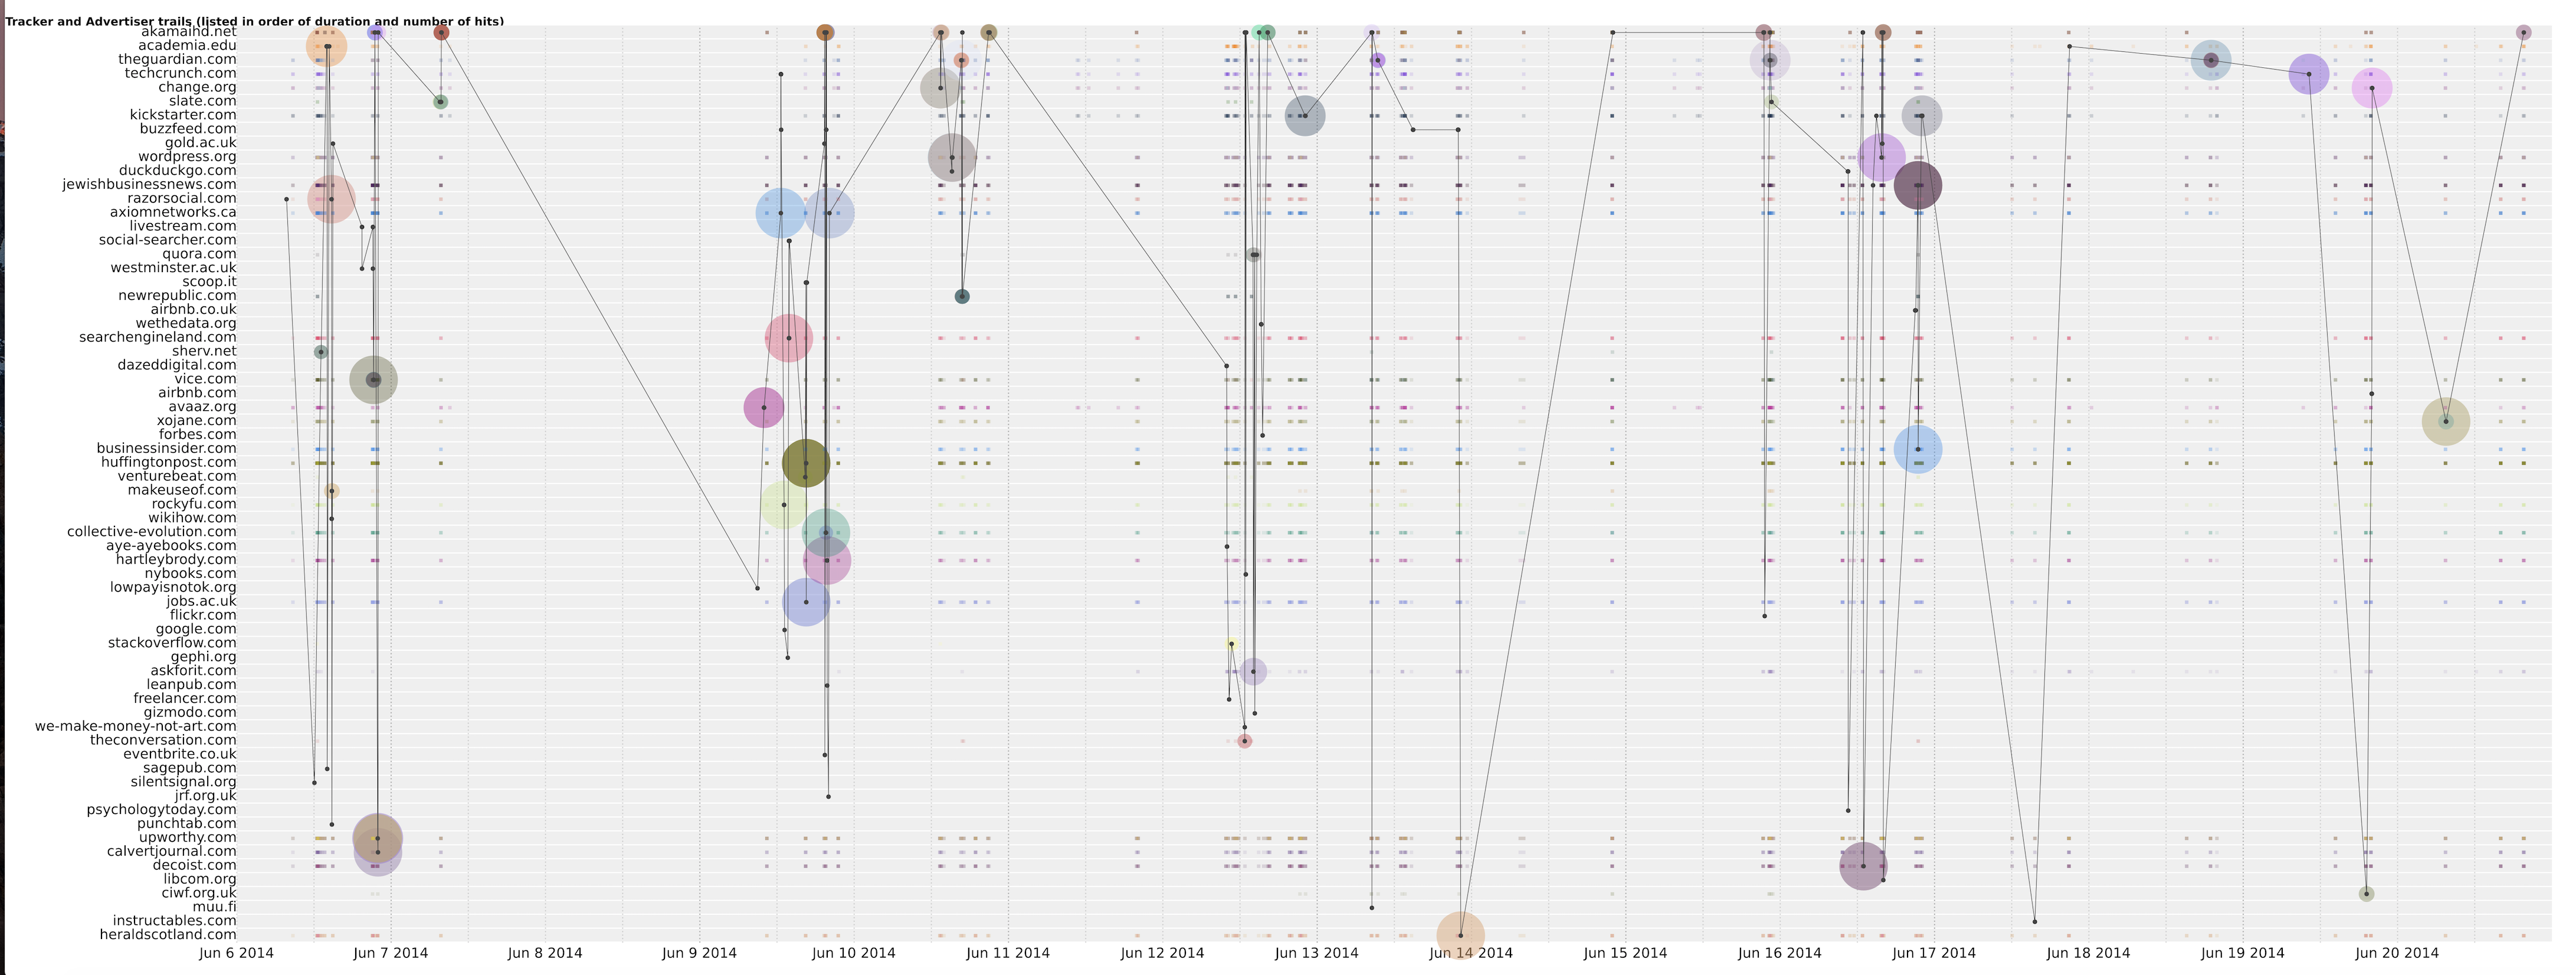 Tracker and Advertiser trails (listed in order of duration and number of hits)
akamaihd.net
academia.edu
theguardian.com
techcrunch.com
change.org
slate.com
kickstarter.com
buzzfeed.com
gold.ac.uk
wordpress.org
duckduckgo.com
jewishbusinessnews.com
razorsocial.com
axiomnetworks.ca
livestream.com
social-searcher.com
quora.com
westminster.ac.uk
scoop.it
newrepublic.com
airbnb.co.uk
wethedata.org
searchengineland.com
sherv.net
dazeddigital.com
vice.com
airbnb.com
avaaz.org
xojane.com
forbes.com
businessinsider.com
huffingtonpost.com
venturebeat.com
makeuseof.com
rockyfu.com
wikihow.com
collective-evolution.com
aye-ayebooks.com
hartleybrody.com
nybooks.com
lowpayisnotok.org
jobs.ac.uk
flickr.com
google.com
stackoverflow.com
gephi.org
askforit.com
leanpub.com
freelancer.com
gizmodo.com
we-make-money-not-art.com
theconversation.com
eventbrite.co.uk
sagepub.com
silentsignal.org
jrf.org.uk
psychologytoday.com
punchtab.com
upworthy.com
calvertjournal.com
decoist.com
libcom.org
ciwf.org.uk
muu.fi
instructables.com
heraldscotland.com
Jun 6 2014 Jun 7 2014 Jun 8 2014 Jun 9 2014 Jun 10 2014 Jun 11 2014 Jun 12 2014 Jun 13 2014 Jun 14 2014 Jun 15 2014 Jun 16 2014 Jun 17 2014 Jun 18 2014 Jun 19 2014 Jun 20 2014